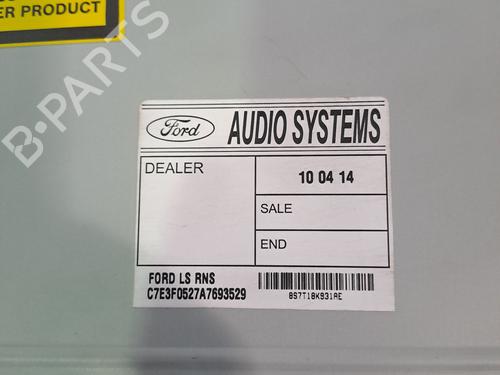 ER PRODUCT
B-PARTS
Ford
AUDIO SYSTEMS
DEALER
10 04 14
SALE
END
FORD LS RNS
C7E3F0527A7693529
8S7T18K931AE